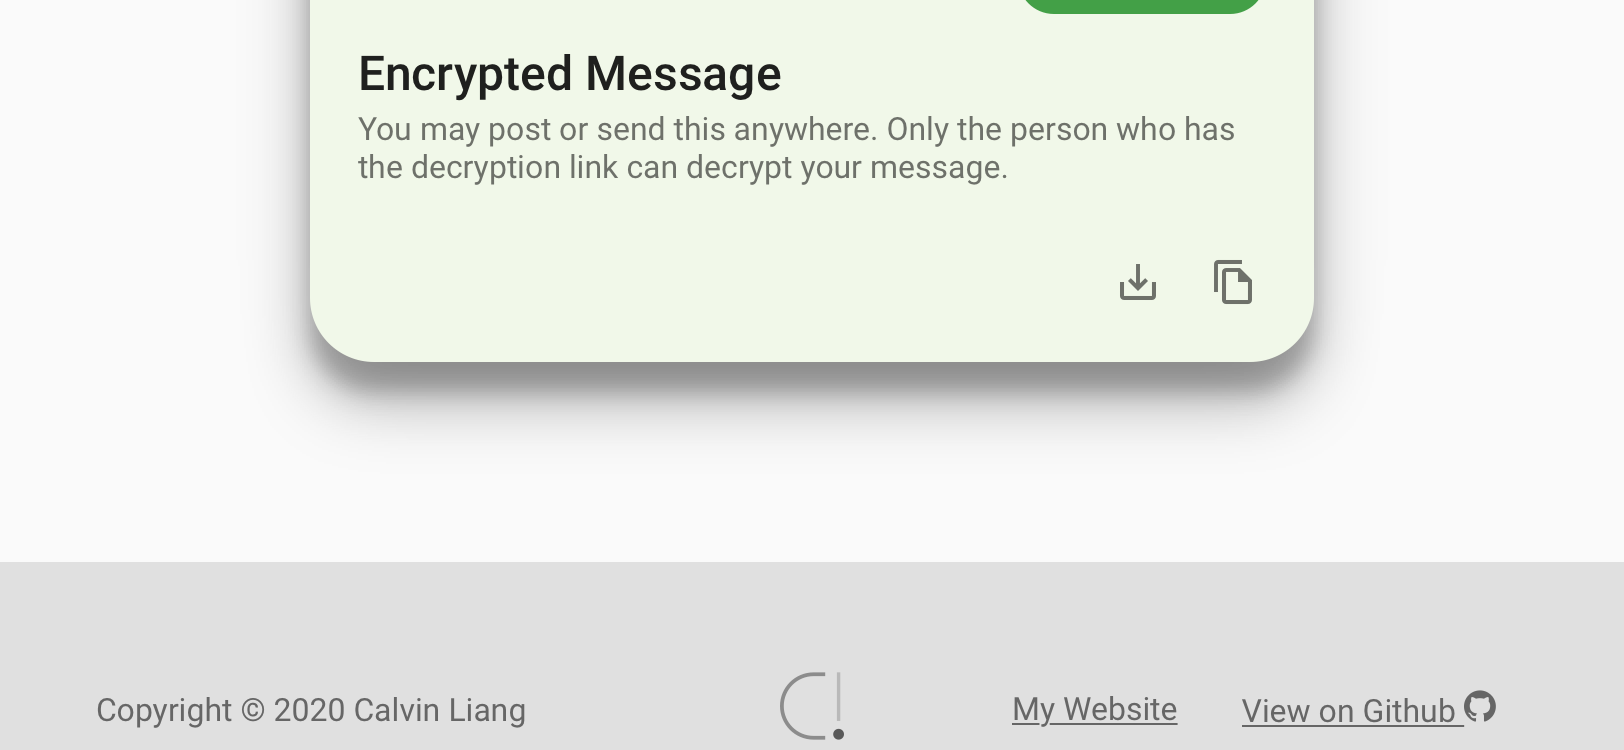 Encrypted Message
You may post or send this anywhere. Only the person who has
the decryption link can decrypt your message.
Copyright © 2020 Calvin Liang
My Website
View on Github